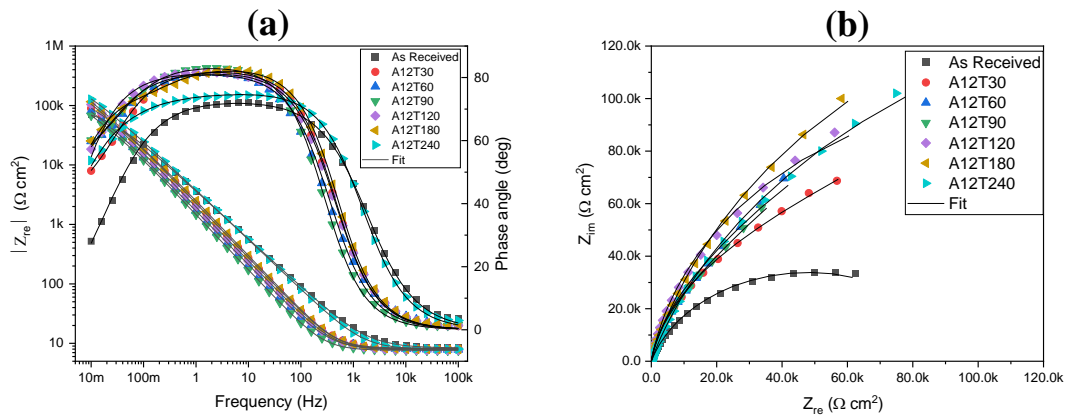 (a)
1M
100k
10k
1k
100
10
|Z_re| (Ω cm²)
10m
100m
1
10
100
1k
10k
100k
Frequency (Hz)
80
60
40
20
0
Phase angle (deg)
As Received
A12T30
A12T60
A12T90
A12T120
A12T180
A12T240
Fit
(b)
120.0k
100.0k
80.0k
60.0k
40.0k
20.0k
0.0
Z_im (Ω cm²)
0.0
20.0k
40.0k
60.0k
80.0k
100.0k
120.0k
Z_re (Ω cm²)
As Received
A12T30
A12T60
A12T90
A12T120
A12T180
A12T240
Fit